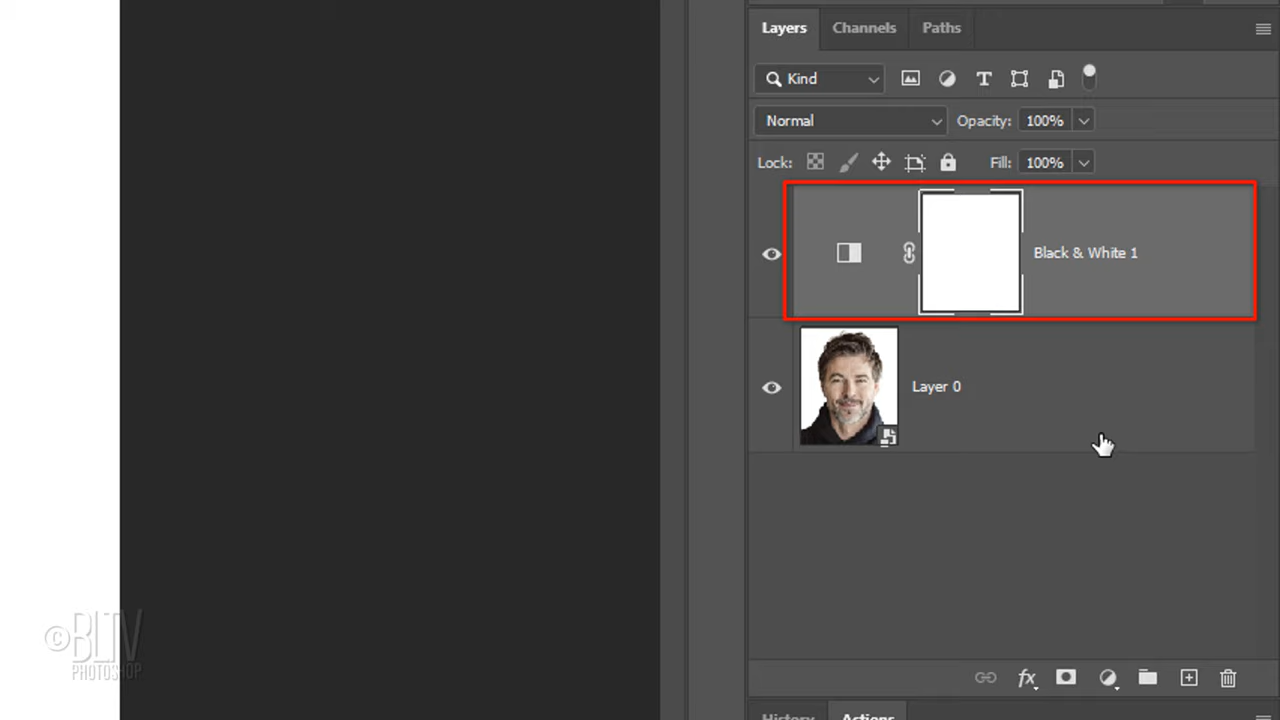 Layers Channels Paths
Kind T
Normal Opacity: 100%
Lock: Fill: 100%
Black & White 1
Layer 0
©BLTV
PHOTOSHOP
fx
History Actions